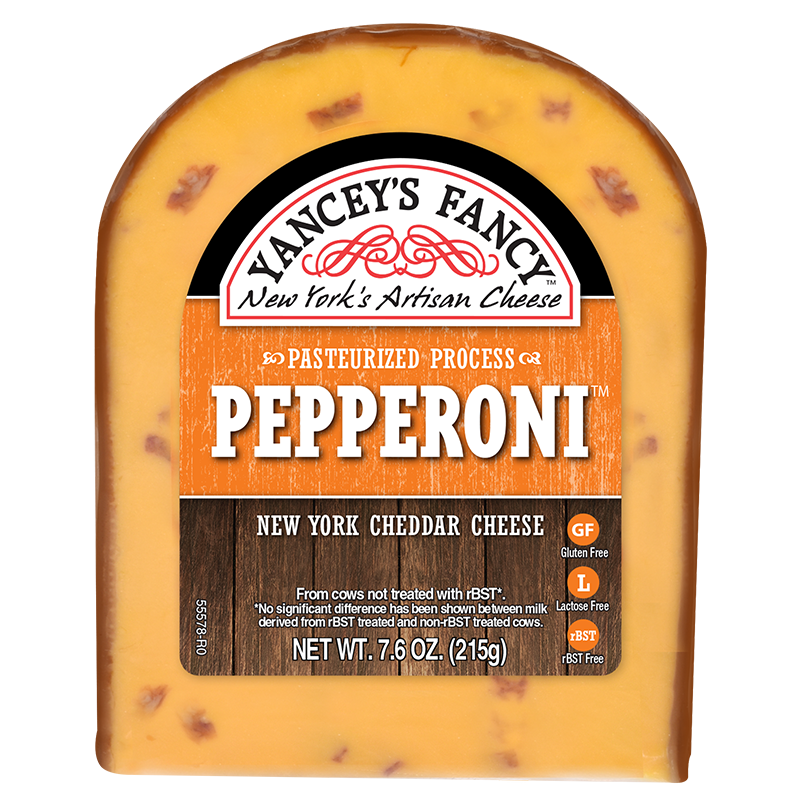 YANCEY'S FANCY™
New York's Artisan Cheese
PASTEURIZED PROCESS
PEPPERONI™
NEW YORK CHEDDAR CHEESE
GF
Gluten Free
From cows not treated with rBST*.
*No significant difference has been shown between milk
derived from rBST treated and non-rBST treated cows.
NET WT. 7.6 OZ. (215g)
L
Lactose Free
rBST
rBST Free
55578-R0